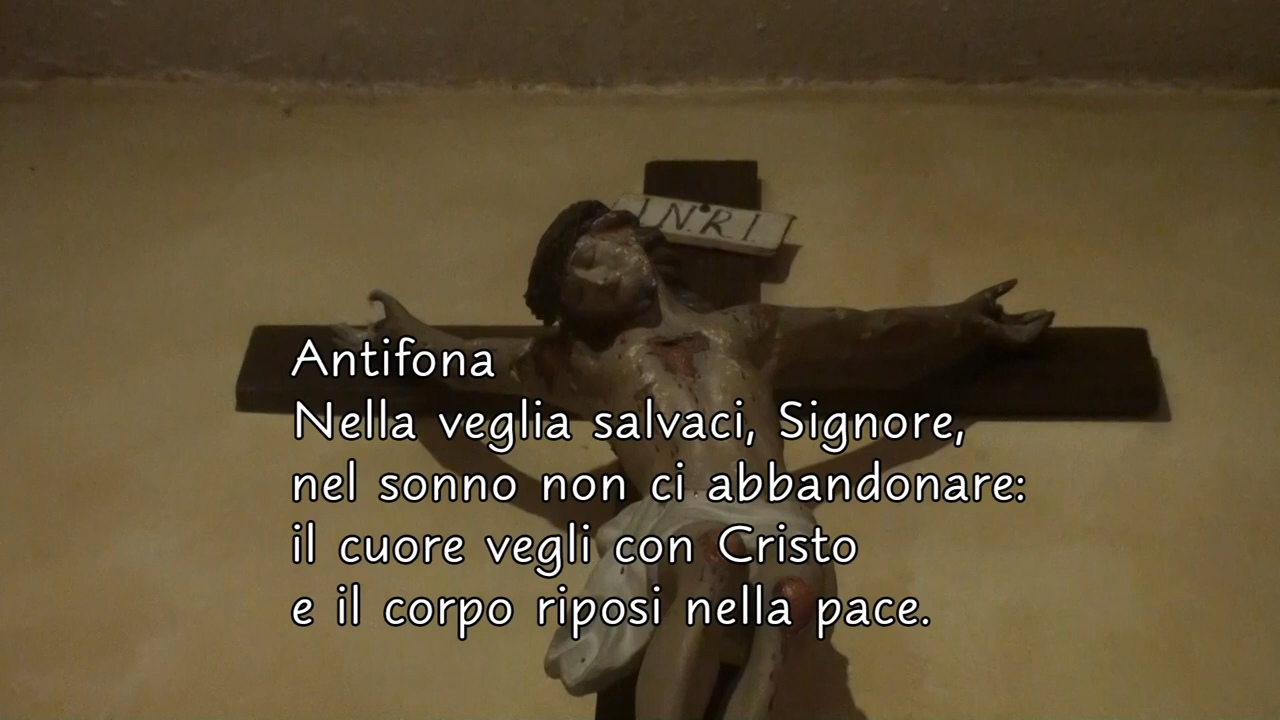 I.N.R.I.
Antifona
Nella veglia salvaci, Signore,
nel sonno non ci abbandonare:
il cuore vegli con Cristo
e il corpo riposi nella pace.